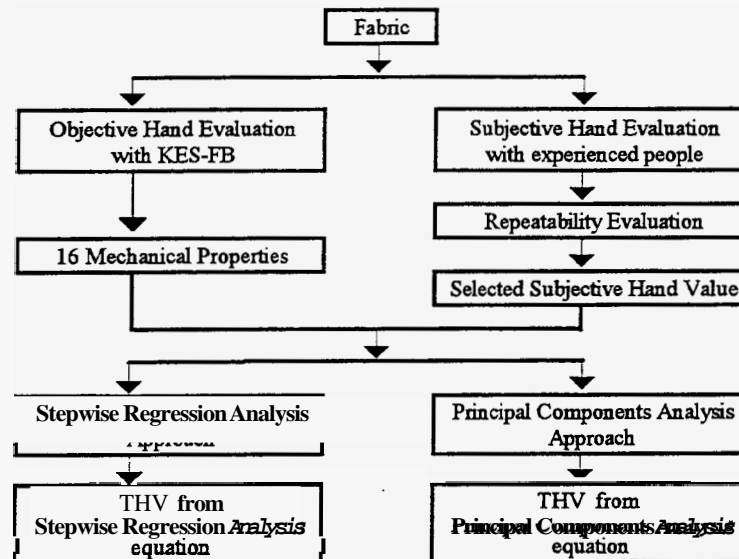 Fabric
Objective Hand Evaluation
with KES-FB
Subjective Hand Evaluation
with experienced people
Repeatability Evaluation
16 Mechanical Properties
Selected Subjective Hand Value
Stepwise Regression Analysis
Approach
Principal Components Analysis
Approach
THV from
Stepwise Regression Analysis
equation
THV from
Principal Components Analysis
equation